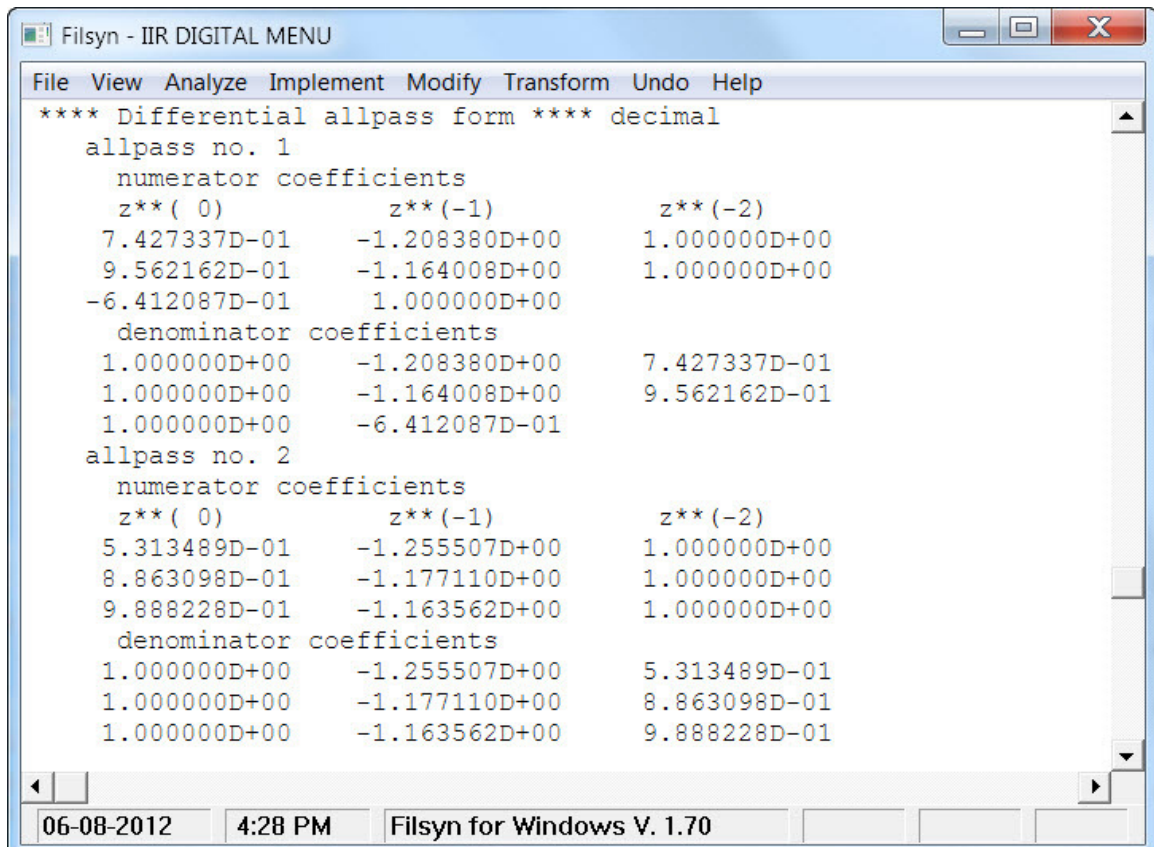 Filsyn - IIR DIGITAL MENU
File View Analyze Implement Modify Transform Undo Help
**** Differential allpass form **** decimal
allpass no. 1
numerator coefficients
z**( 0) z**(-1) z**(-2)
7.427337D-01 -1.208380D+00 1.000000D+00
9.562162D-01 -1.164008D+00 1.000000D+00
-6.412087D-01 1.000000D+00
denominator coefficients
1.000000D+00 -1.208380D+00 7.427337D-01
1.000000D+00 -1.164008D+00 9.562162D-01
1.000000D+00 -6.412087D-01
allpass no. 2
numerator coefficients
z**( 0) z**(-1) z**(-2)
5.313489D-01 -1.255507D+00 1.000000D+00
8.863098D-01 -1.177110D+00 1.000000D+00
9.888228D-01 -1.163562D+00 1.000000D+00
denominator coefficients
1.000000D+00 -1.255507D+00 5.313489D-01
1.000000D+00 -1.177110D+00 8.863098D-01
1.000000D+00 -1.163562D+00 9.888228D-01
06-08-2012 4:28 PM Filsyn for Windows V. 1.70